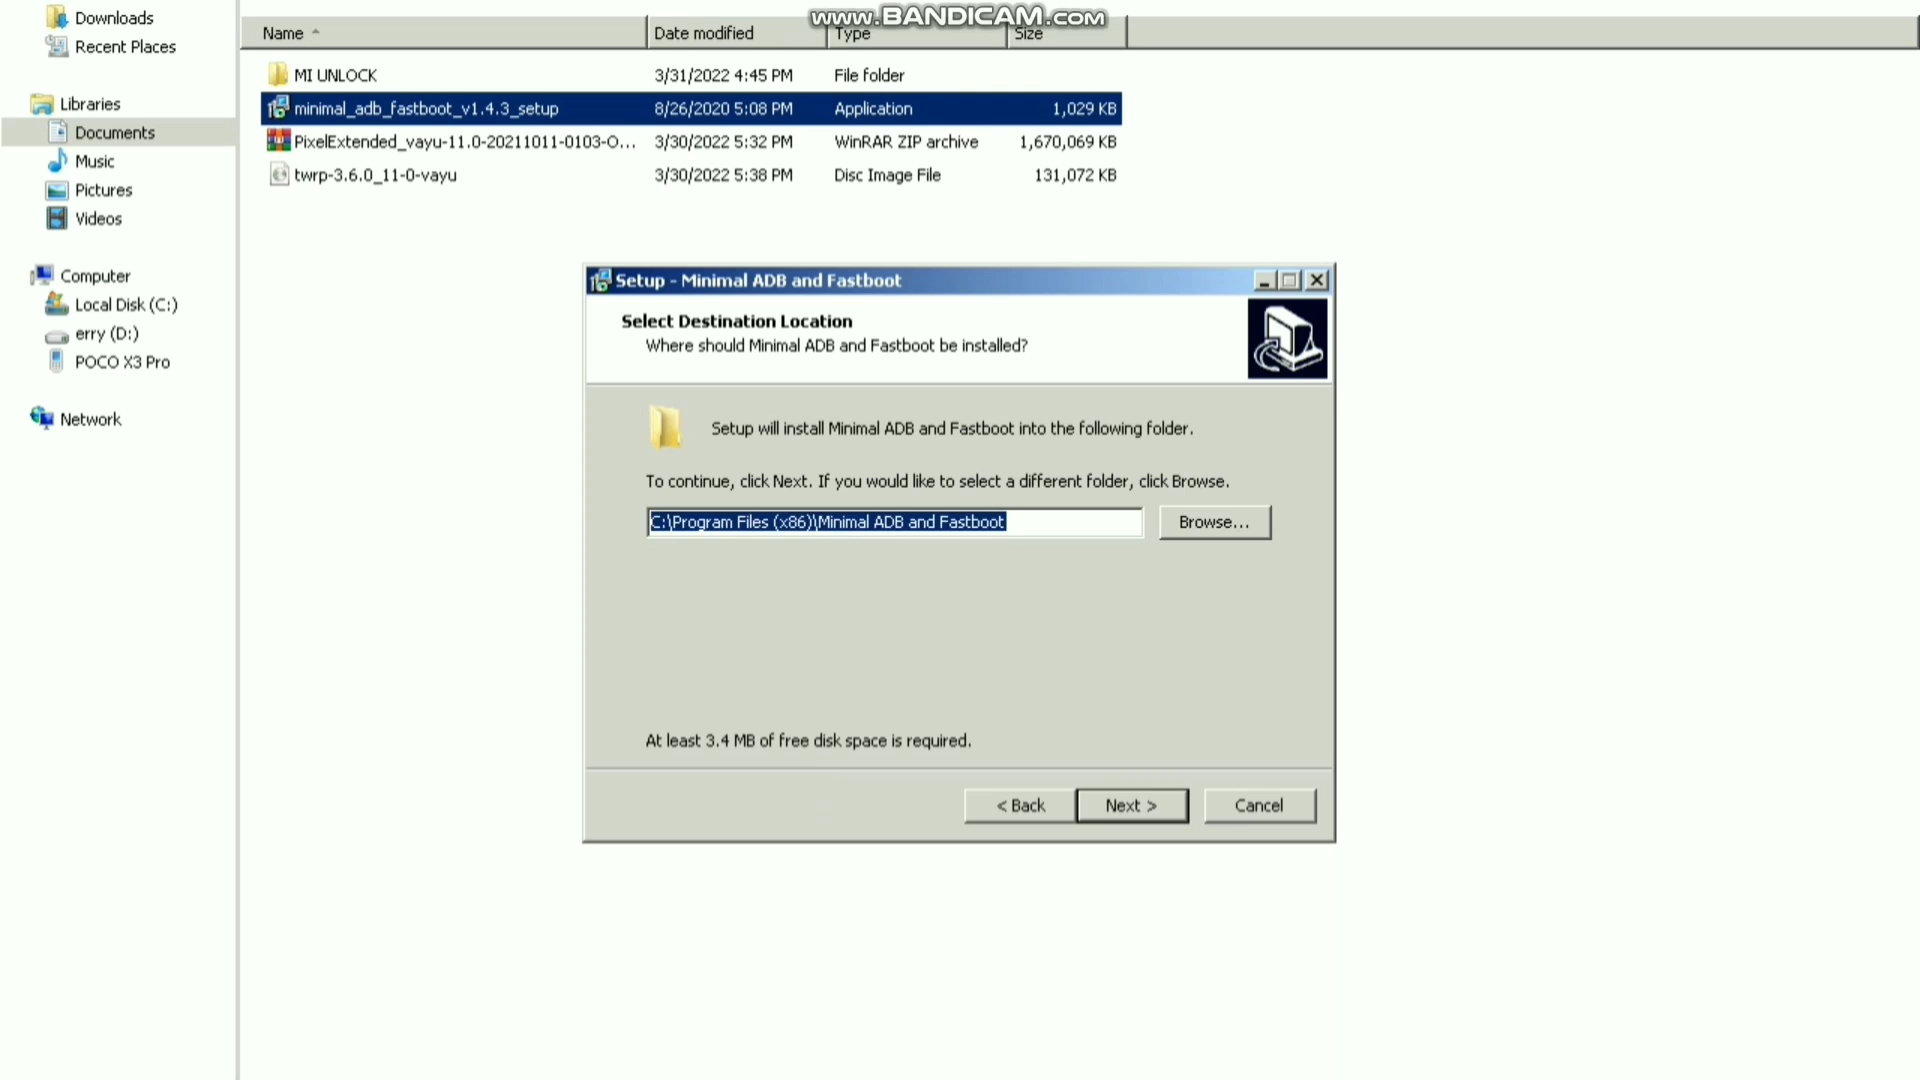 www.BANDICAM.com
Downloads
Recent Places
Libraries
Documents
Music
Pictures
Videos
Computer
Local Disk (C:)
erry (D:)
POCO X3 Pro
Network
Name Date modified Type Size
MI UNLOCK 3/31/2022 4:45 PM File folder
minimal_adb_fastboot_v1.4.3_setup 8/26/2020 5:08 PM Application 1,029 KB
PixelExtended_vayu-11.0-20211011-0103-O... 3/30/2022 5:32 PM WinRAR ZIP archive 1,670,069 KB
twrp-3.6.0_11-0-vayu 3/30/2022 5:38 PM Disc Image File 131,072 KB
Setup - Minimal ADB and Fastboot
Select Destination Location
Where should Minimal ADB and Fastboot be installed?
Setup will install Minimal ADB and Fastboot into the following folder.
To continue, click Next. If you would like to select a different folder, click Browse.
C:\Program Files (x86)\Minimal ADB and Fastboot Browse...
At least 3.4 MB of free disk space is required.
< Back Next > Cancel